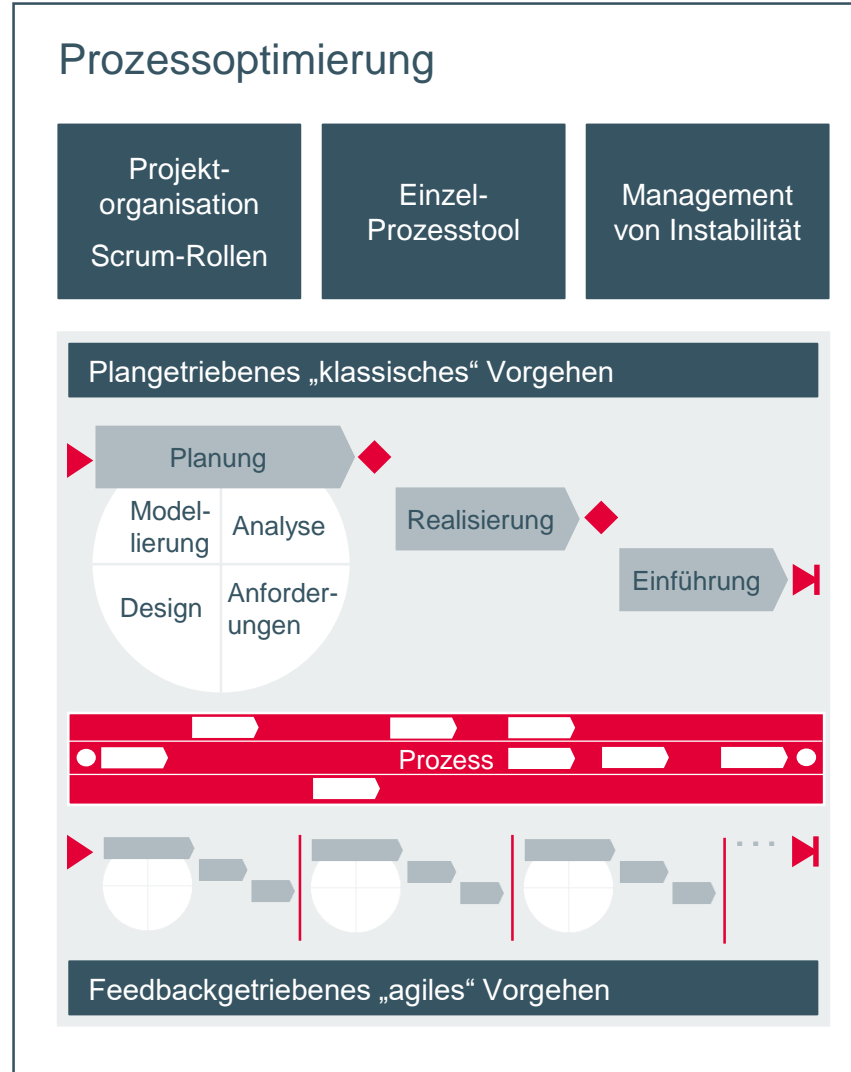 Prozessoptimierung
Projekt-
organisation
Scrum-Rollen
Einzel-
Prozesstool
Management
von Instabilität
Plangetriebenes „klassisches“ Vorgehen
Planung
Model-
lierung
Analyse
Design
Anforder-
ungen
Realisierung
Einführung
Prozess
...
Feedbackgetriebenes „agiles“ Vorgehen